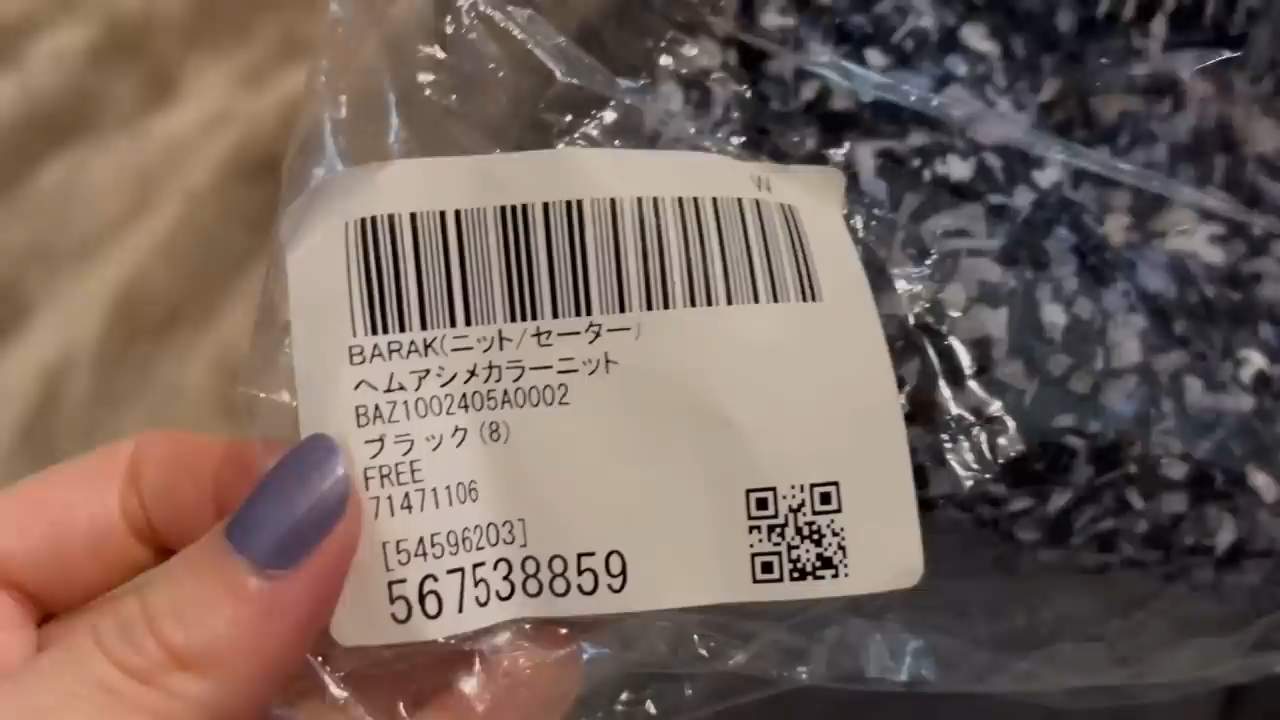 W
BARAK(ニット/セーター)
ヘムアシメカラーニット
BAZ1002405A0002
ブラック(8)
FREE
71471106
[54596203]
567538859